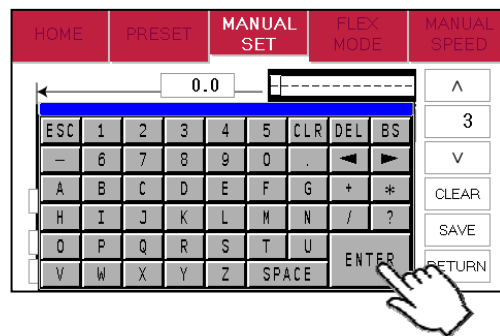 HOME PRESET MANUAL SET FLEX MODE MANUAL SPEED
0.0
∧
3
∨
CLEAR
SAVE
RETURN
ESC 1 2 3 4 5 CLR DEL BS
— 6 7 8 9 0 . ◄ ►
A B C D E F G + *
H I J K L M N / ?
O P Q R S T U ENTER
V W X Y Z SPACE